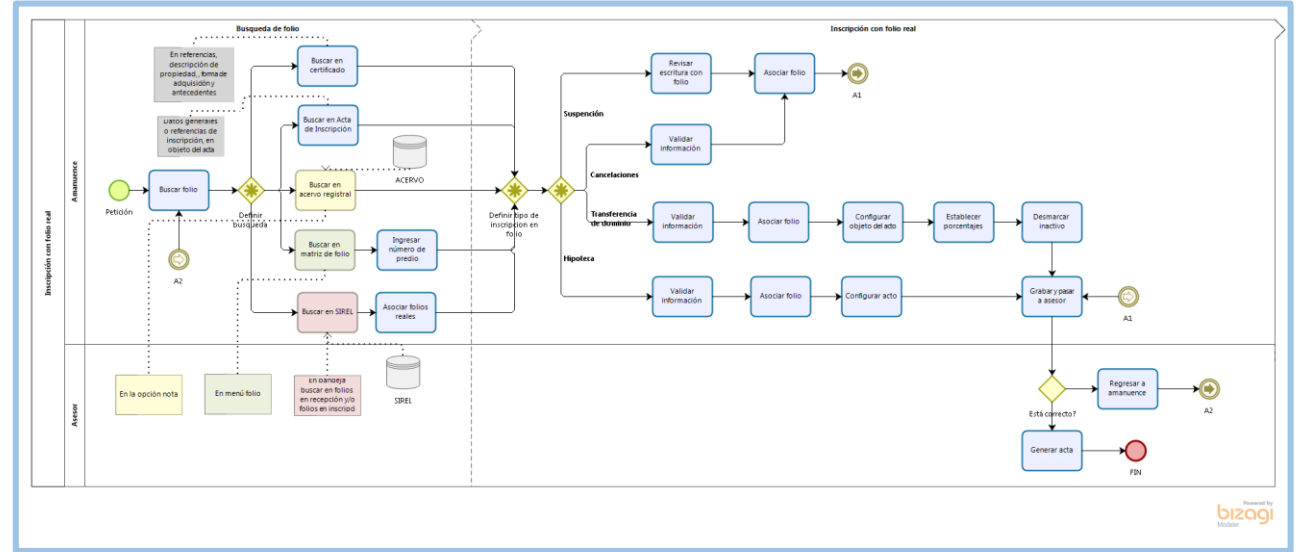 Inscripción con folio real
Amanuence
Asesor
Busqueda de folio
Inscripción con folio real
En referencias,
descripción de
propiedad,, forma de
adquisición y
antecedentes
Datos generales
o referencias de
inscripción, en
objeto del acta
Petición
Buscar folio
A2
Definir
busqueda
Buscar en
certificado
Buscar en Acta
de Inscripción
Buscar en
acervo registral
ACERVO
Buscar en
matriz de folio
Ingresar
número de
predio
Buscar en SIREL
Asociar folios
reales
Definir tipo de
inscripcion en
folio
Suspención
Revisar
escritura con
folio
Asociar folio
A1
Cancelaciones
Validar
información
Transferencia
de dominio
Validar
información
Asociar folio
Configurar
objeto del acto
Establecer
porcentajes
Desmarcar
inactivo
Hipoteca
Validar
información
Asociar folio
Configurar acto
Grabar y pasar
a asesor
A1
En la opción nota
En menú folio
En bandeja
buscar en folios
en recepción y/o
folios en inscripci
SIREL
Está correcto?
Regresar a
amanuence
A2
Generar acta
FIN
Powered by
bizagi
Modeler